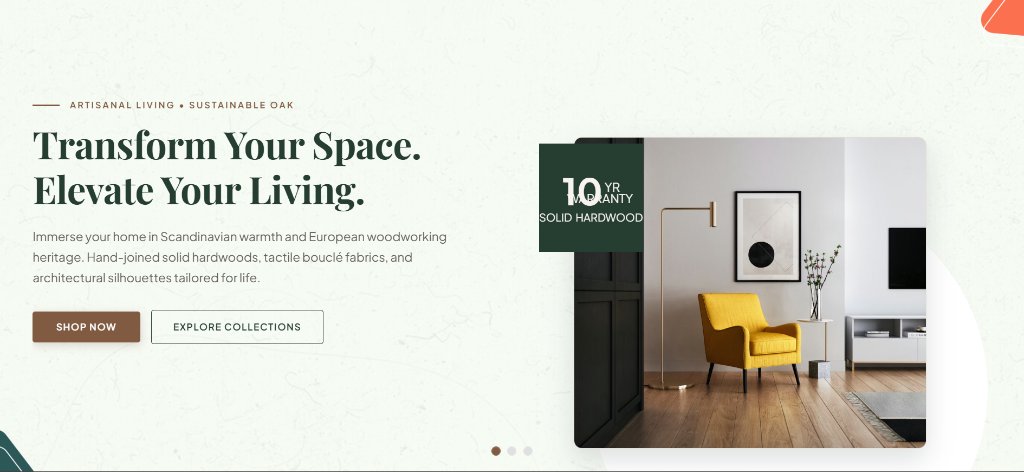 ARTISANAL LIVING • SUSTAINABLE OAK
Transform Your Space.
Elevate Your Living.
Immerse your home in Scandinavian warmth and European woodworking
heritage. Hand-joined solid hardwoods, tactile bouclé fabrics, and
architectural silhouettes tailored for life.
SHOP NOW
EXPLORE COLLECTIONS
10 YR
WARRANTY
SOLID HARDWOOD